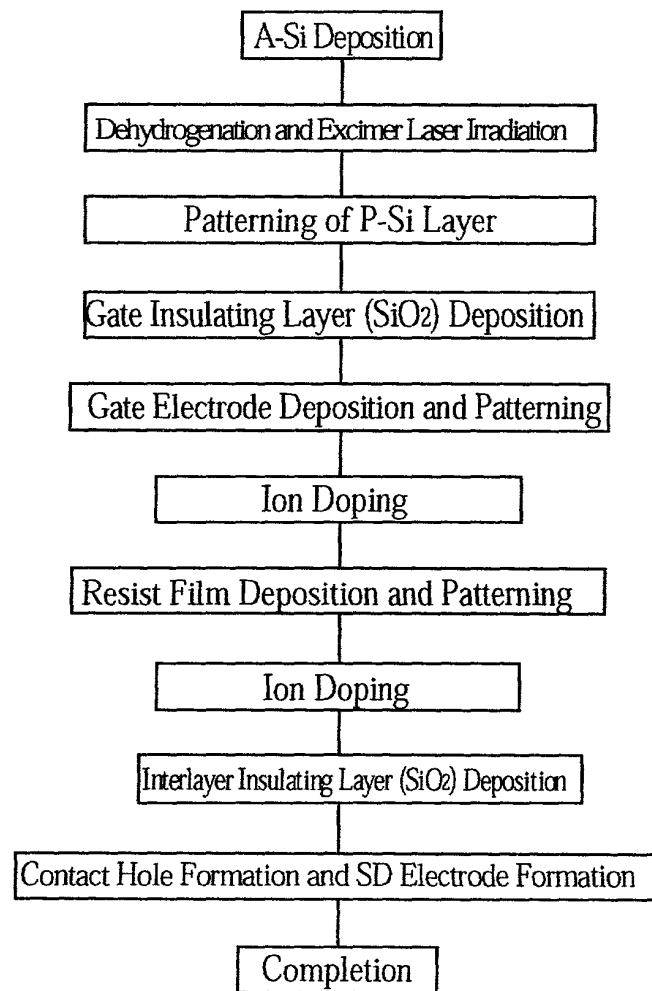 A-Si Deposition
Dehydrogenation and Excimer Laser Irradiation
Patterning of P-Si Layer
Gate Insulating Layer (SiO2) Deposition
Gate Electrode Deposition and Patterning
Ion Doping
Resist Film Deposition and Patterning
Ion Doping
Interlayer Insulating Layer (SiO2) Deposition
Contact Hole Formation and SD Electrode Formation
Completion